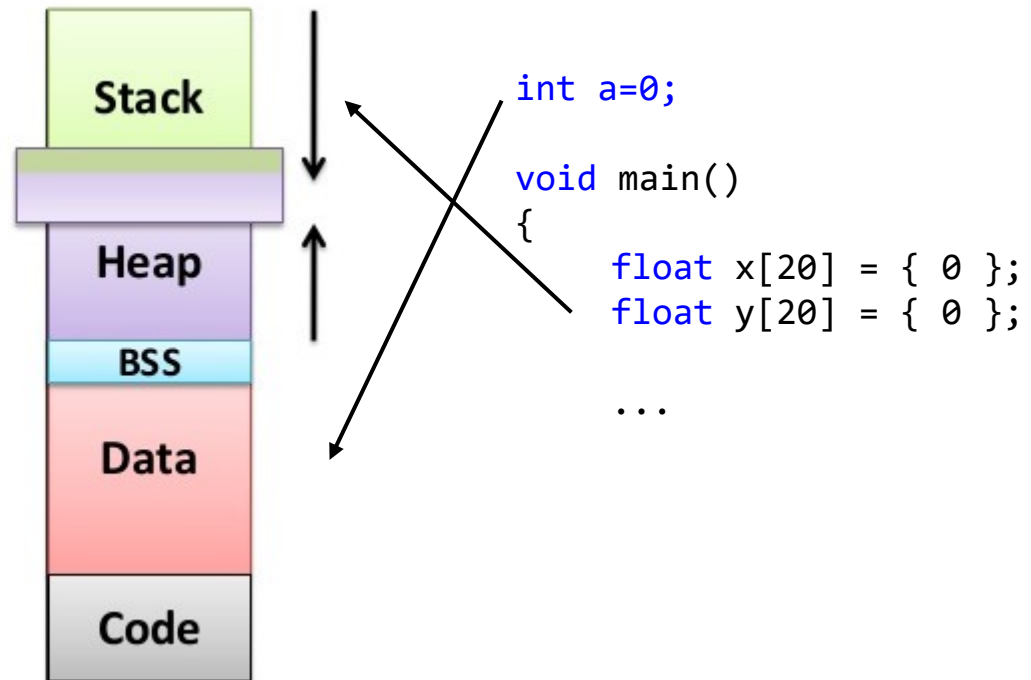 Stack
Heap
BSS
Data
Code
int a=0;
void main()
{
float x[20] = { 0 };
float y[20] = { 0 };
...